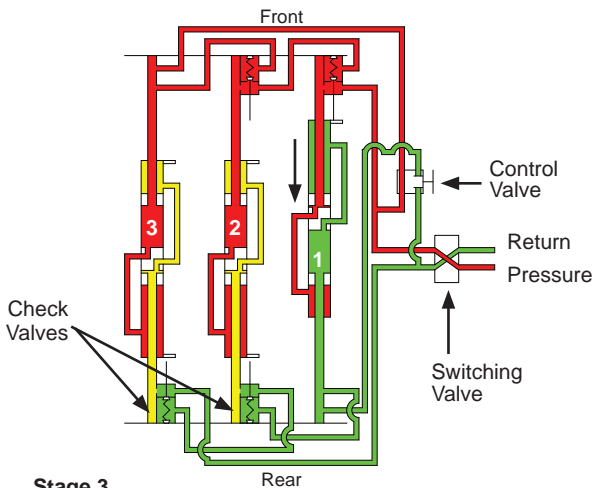 Front
Control
Valve
3
2
1
Return
Pressure
Check
Valves
Switching
Valve
Stage 3
Rear